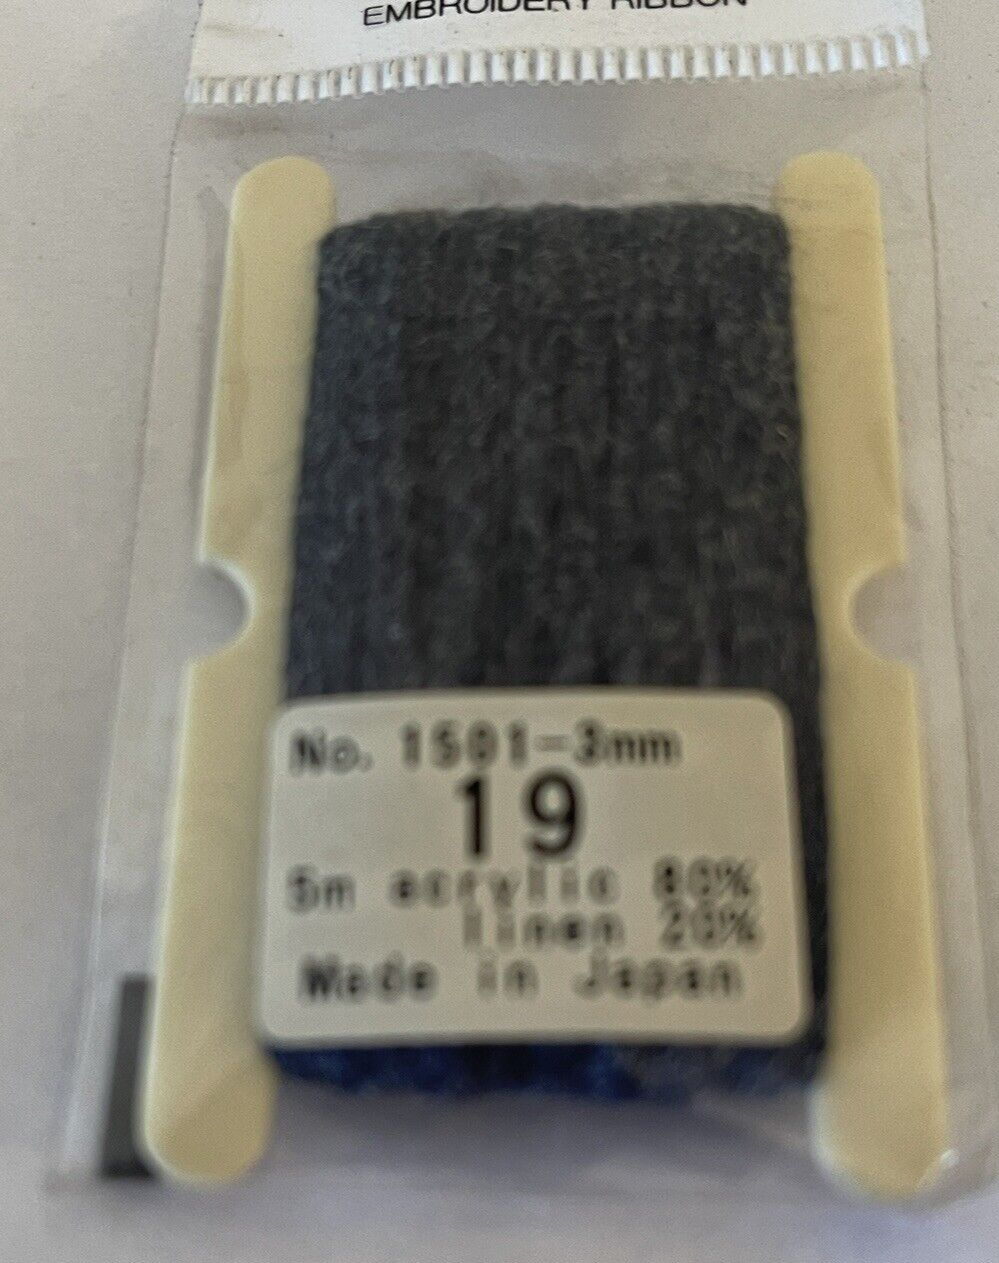 EMBROIDERY RIBBON
No. 1501-3mm
19
5m acrylic 80%
linen 20%
Made in Japan